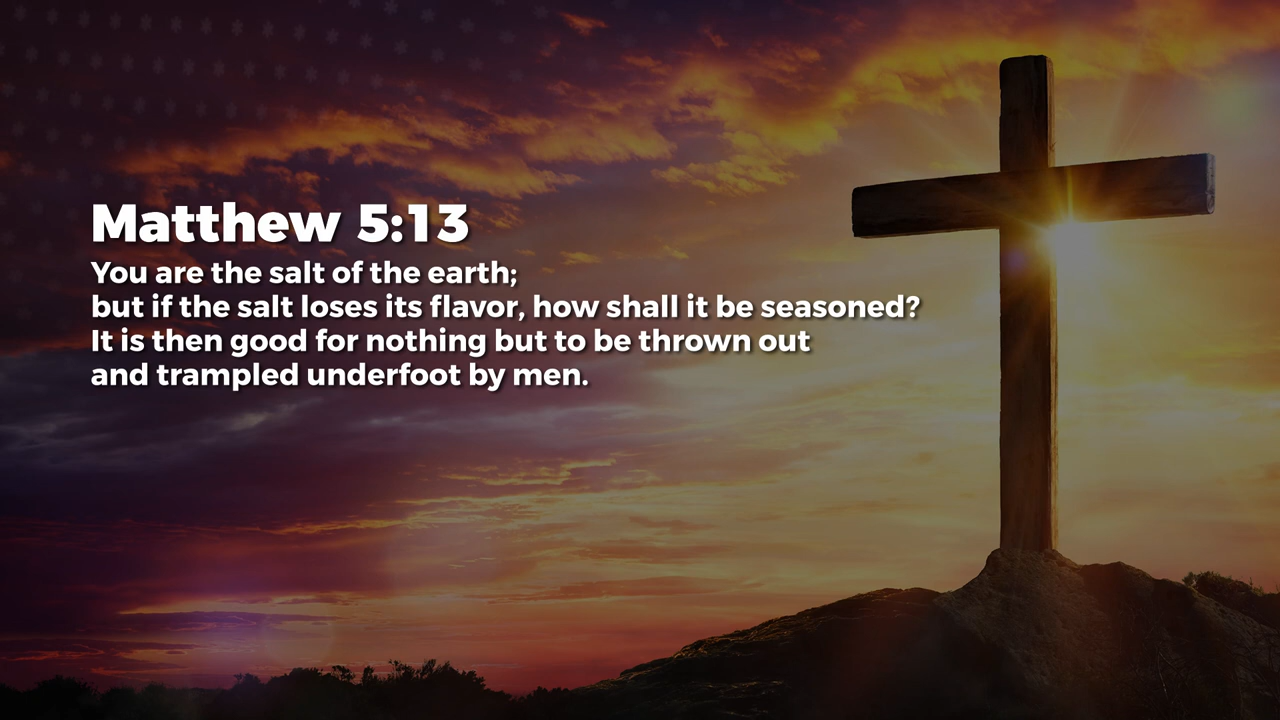 Matthew 5:13
You are the salt of the earth;
but if the salt loses its flavor, how shall it be seasoned?
It is then good for nothing but to be thrown out
and trampled underfoot by men.